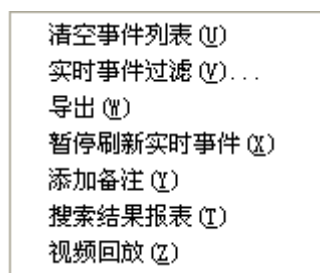 清空事件列表(U)
实时事件过滤(V)...
导出(W)
暂停刷新实时事件(X)
添加备注(Y)
搜索结果报表(T)
视频回放(Z)